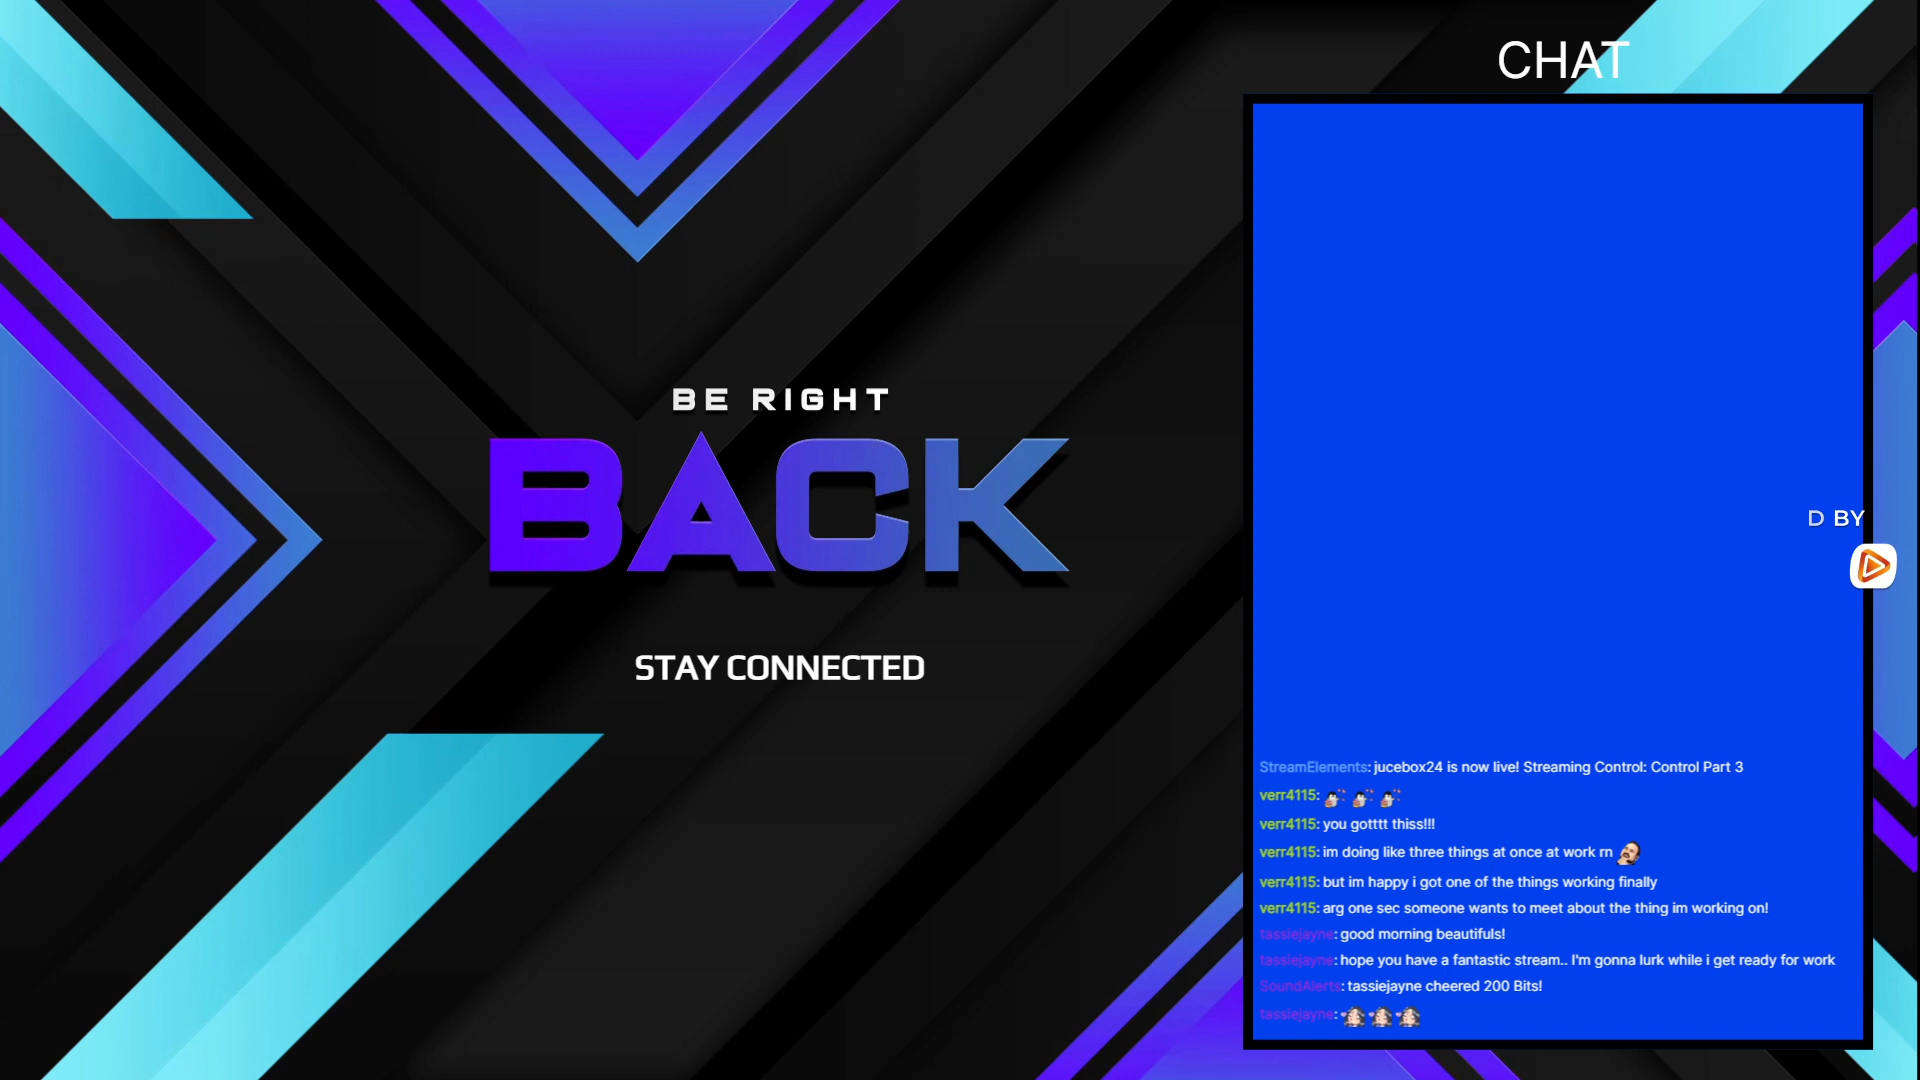 CHAT
BE RIGHT
BACK
STAY CONNECTED
D BY
StreamElements: jucebox24 is now live! Streaming Control: Control Part 3
verr4115:
verr4115: you gotttt thiss!!!
verr4115: im doing like three things at once at work rn
verr4115: but im happy i got one of the things working finally
verr4115: arg one sec someone wants to meet about the thing im working on!
tassiejayne: good morning beautifuls!
tassiejayne: hope you have a fantastic stream.. I'm gonna lurk while i get ready for work
SoundAlerts: tassiejayne cheered 200 Bits!
tassiejayne: